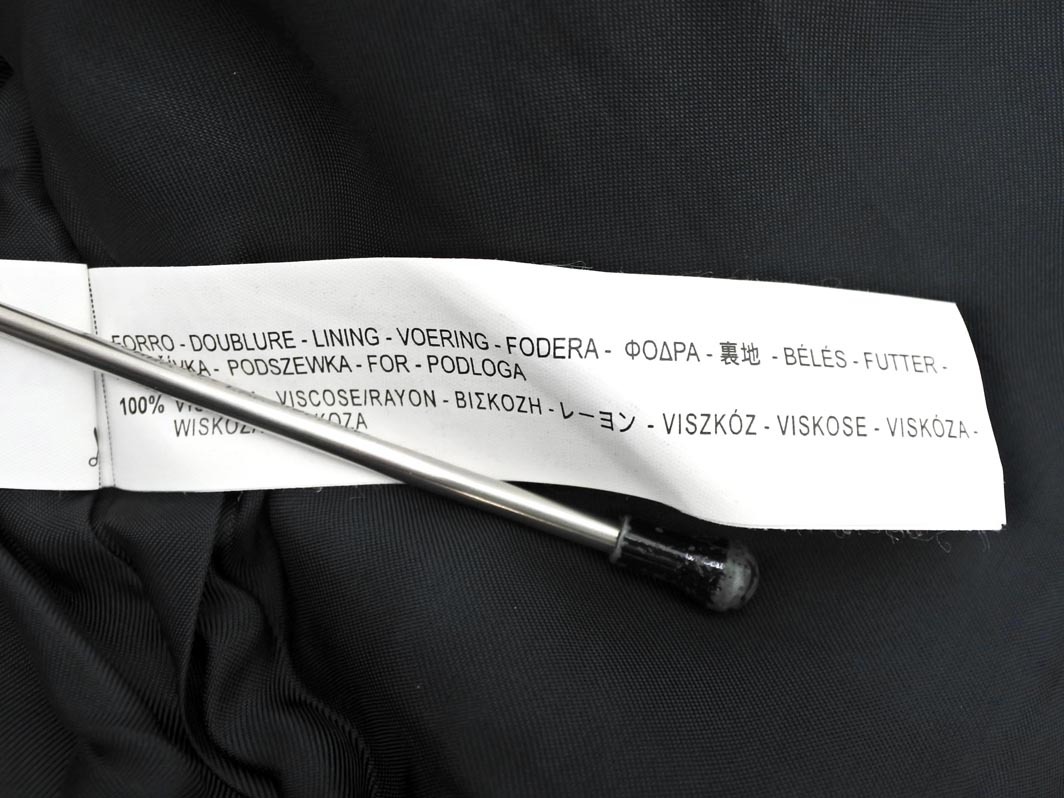 FORRO - DOUBLURE - LINING - VOERING - FODERA - ΦΟΔΡΑ - 裏地 - BÉLÉS - FUTTER -
- PODSZEWKA - FOR - PODLOGA
100% VISCOSE/RAYON - ΒΙΣΚΟΖΗ - レーヨン - VISZKÓZ - VISKOSE - VISKÓZA -